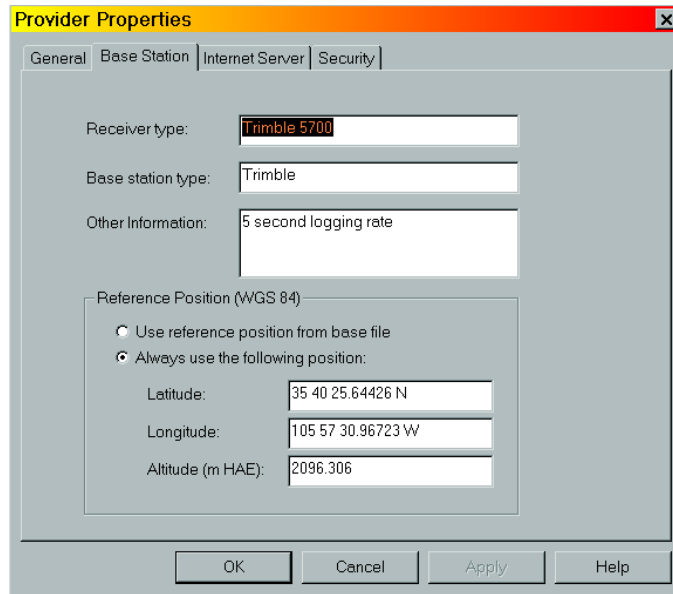 Provider Properties
General Base Station Internet Server Security
Receiver type: Trimble 5700
Base station type: Trimble
Other Information: 5 second logging rate
Reference Position (WGS 84)
Use reference position from base file
Always use the following position:
Latitude: 35 40 25.64426 N
Longitude: 105 57 30.96723 W
Altitude (m HAE): 2096.306
OK Cancel Apply Help